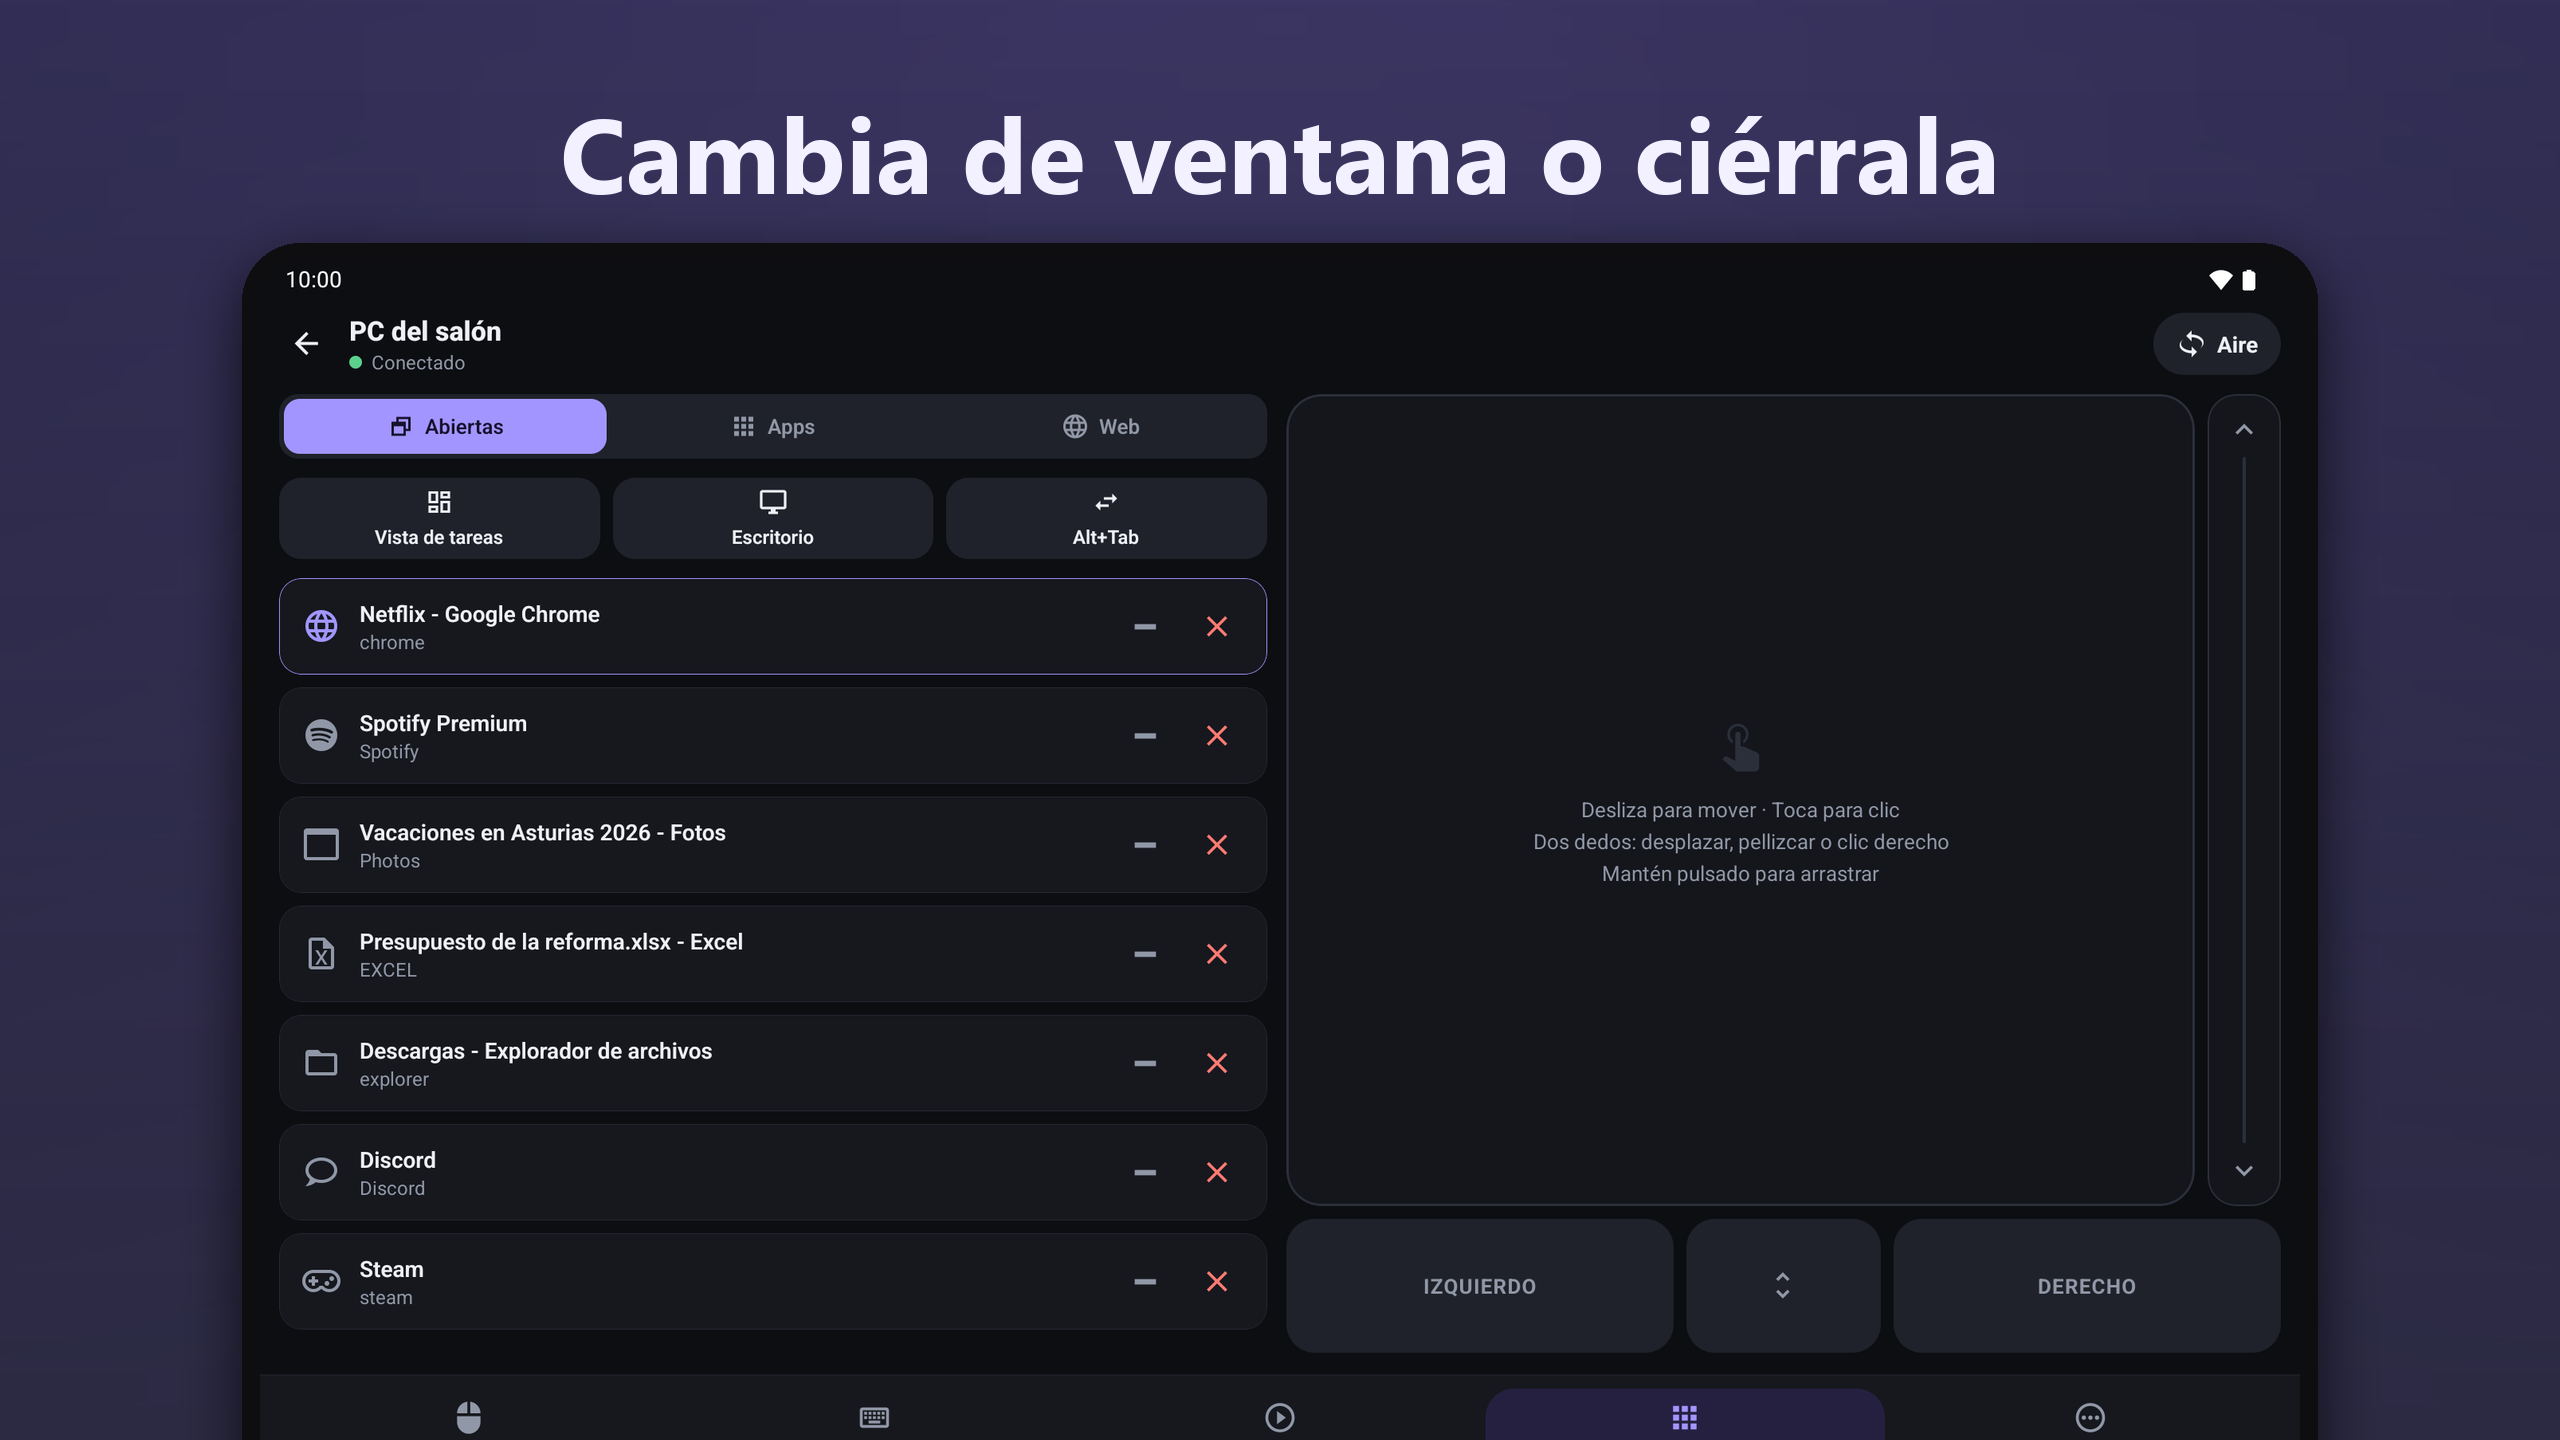 Cambia de ventana o ciérrala
10:00
PC del salón
Conectado
Aire
Abiertas
Apps
Web
Vista de tareas
Escritorio
Alt+Tab
Netflix - Google Chrome
chrome
Spotify Premium
Spotify
Vacaciones en Asturias 2026 - Fotos
Photos
Presupuesto de la reforma.xlsx - Excel
EXCEL
Descargas - Explorador de archivos
explorer
Discord
Discord
Steam
steam
Desliza para mover · Toca para clic
Dos dedos: desplazar, pellizcar o clic derecho
Mantén pulsado para arrastrar
IZQUIERDO
DERECHO